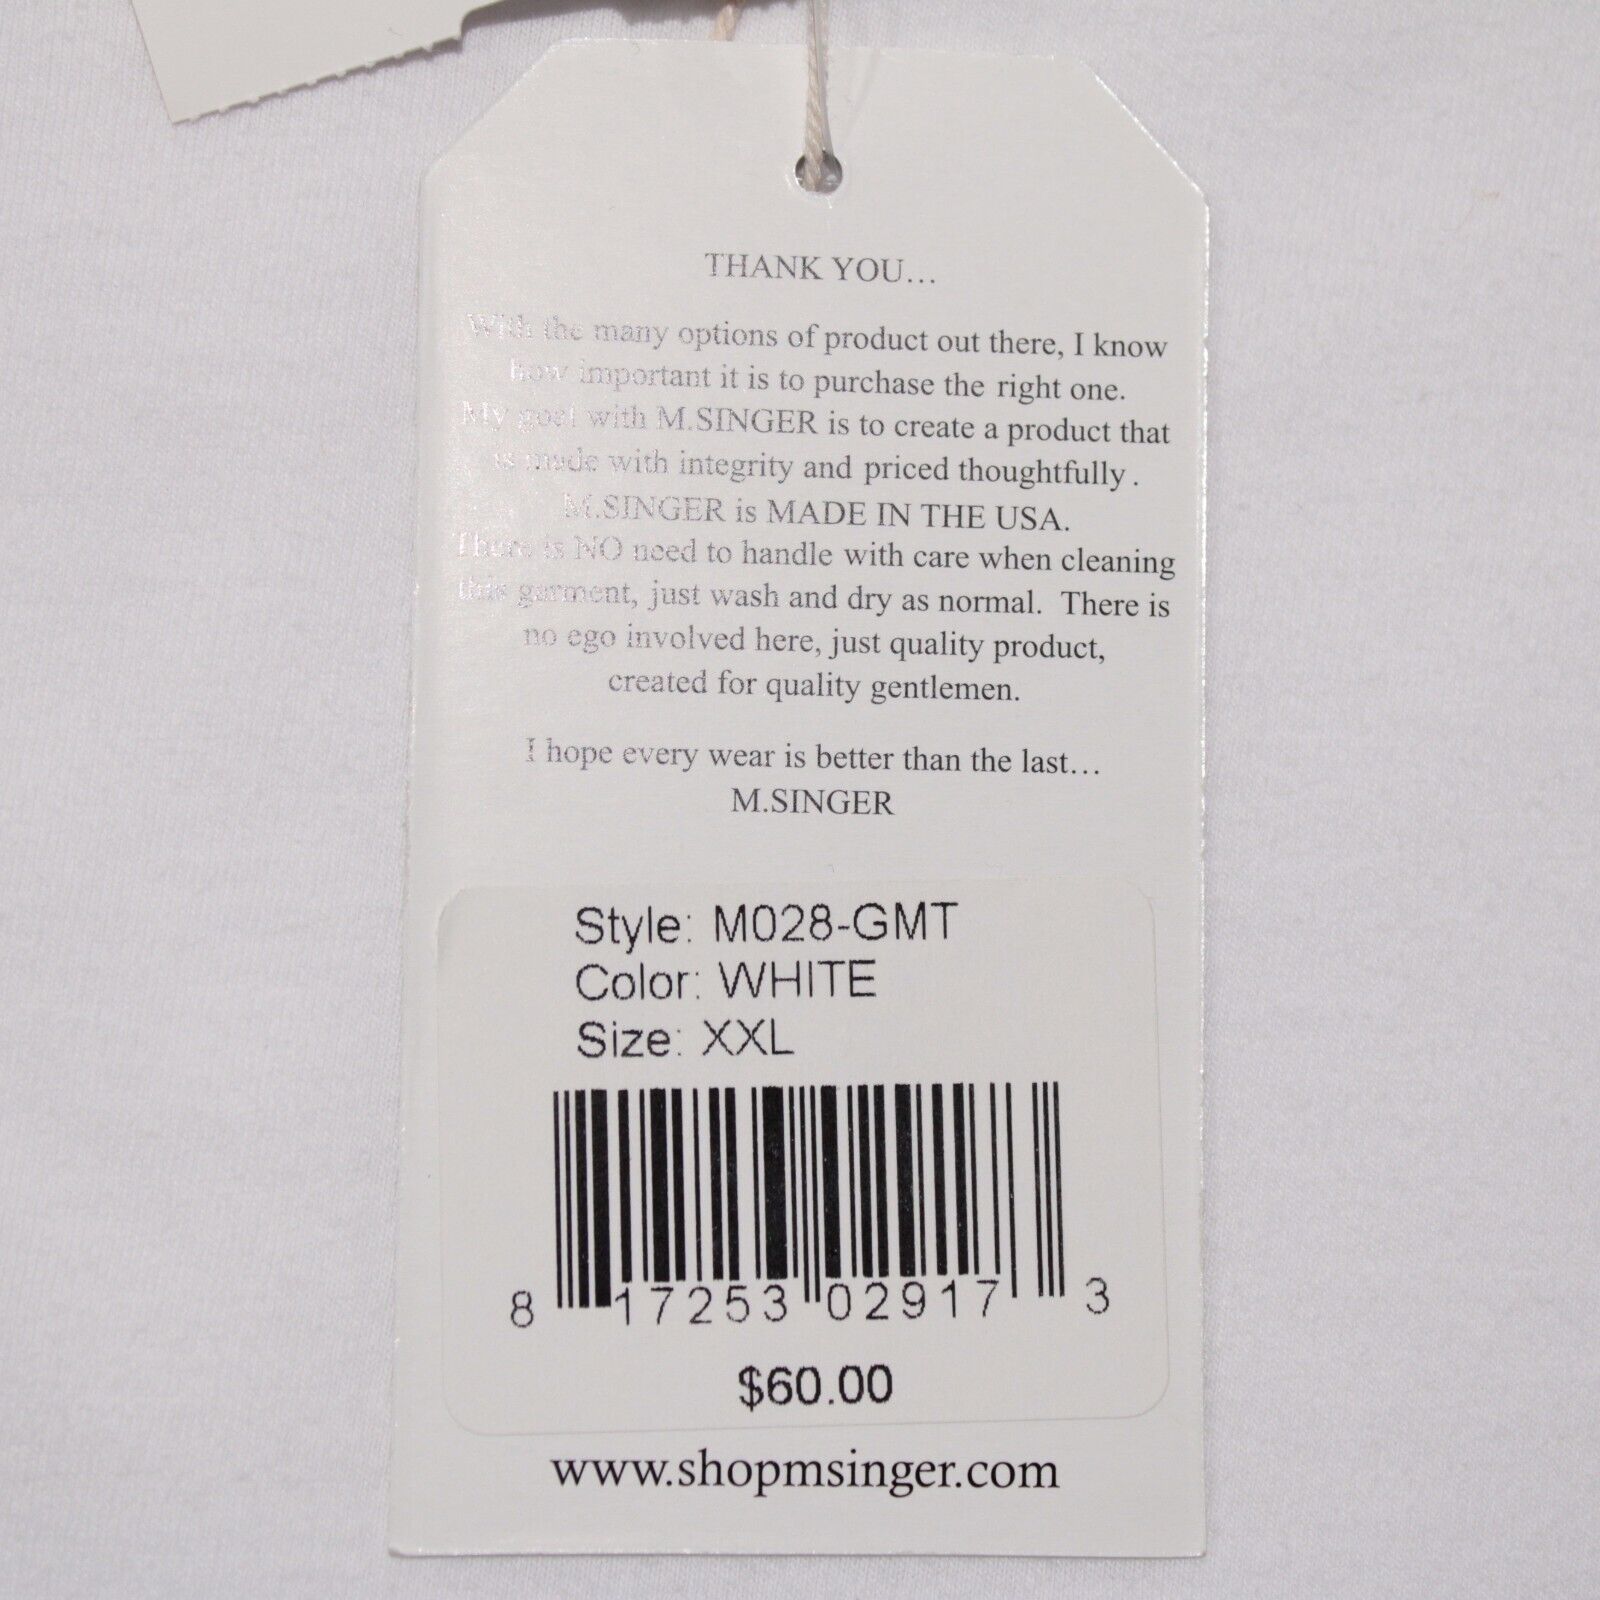 THANK YOU...
With the many options of product out there, I know
how important it is to purchase the right one.
My goal with M.SINGER is to create a product that
is made with integrity and priced thoughtfully .
M.SINGER is MADE IN THE USA.
There is NO need to handle with care when cleaning
this garment, just wash and dry as normal. There is
no ego involved here, just quality product,
created for quality gentlemen.
I hope every wear is better than the last...
M.SINGER
Style: M028-GMT
Color: WHITE
Size: XXL
8 17253 02917 3
$60.00
www.shopmsinger.com